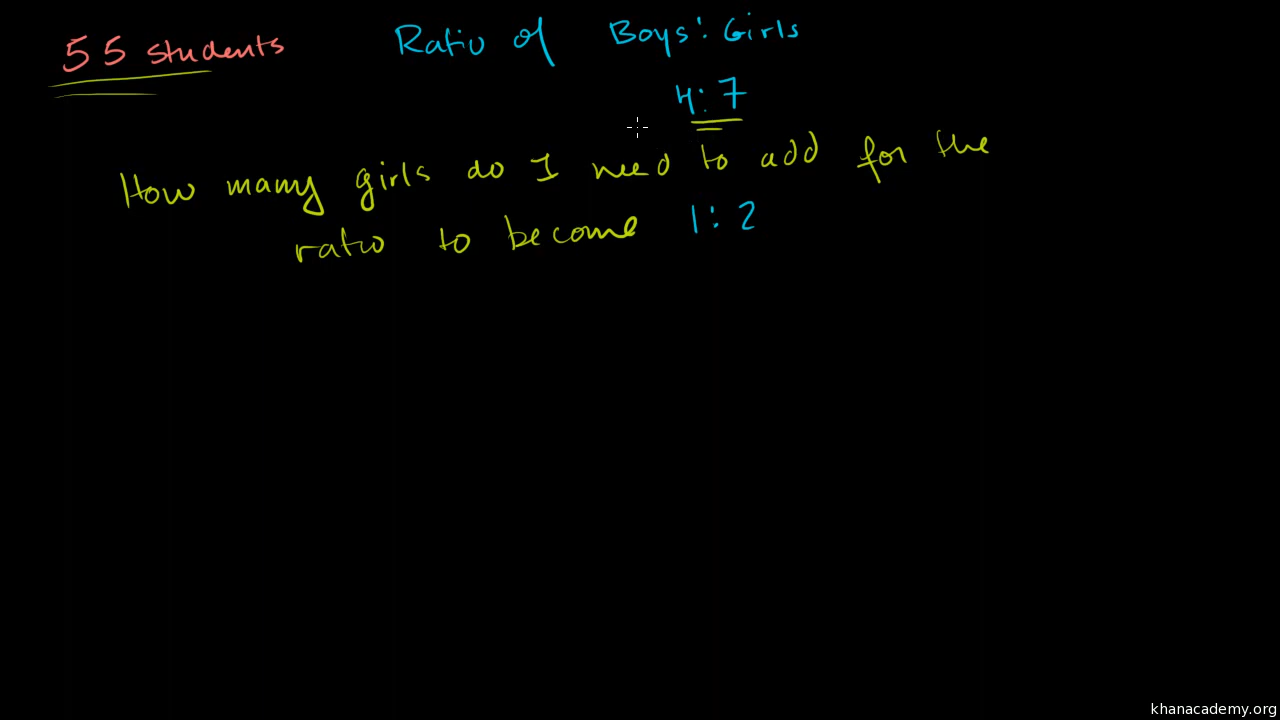 55 students Ratio of Boys: Girls
4:7
How many girls do I need to add for the
ratio to become 1:2
khanacademy.org